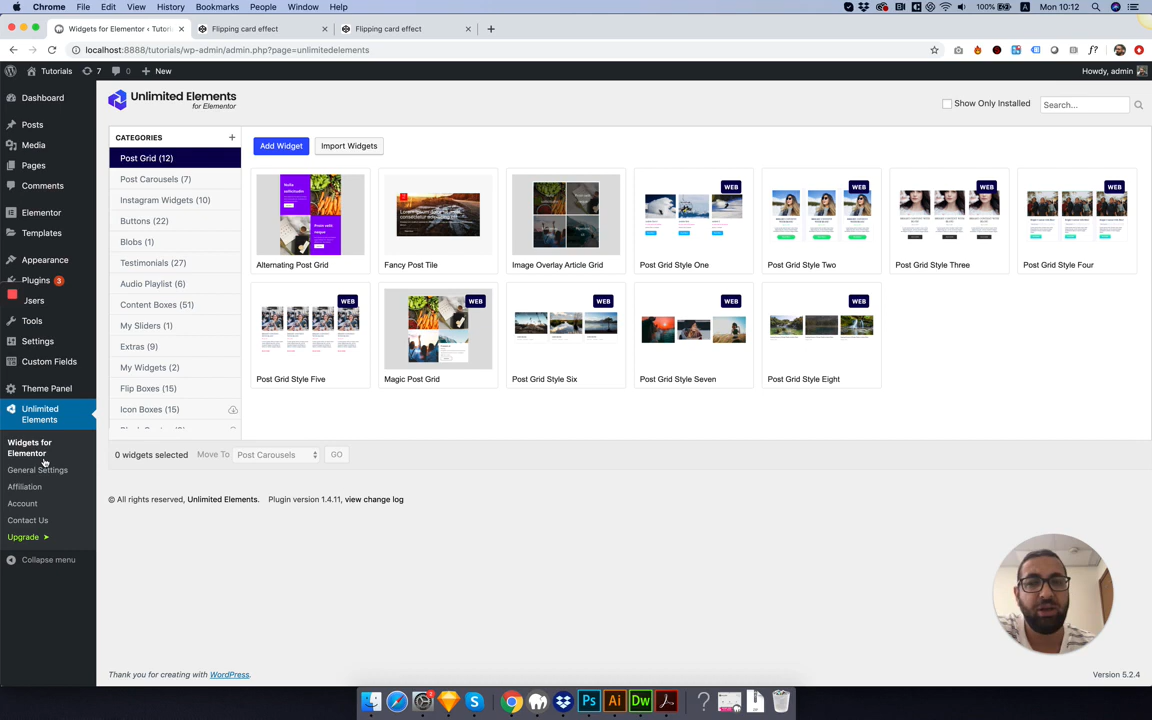 Chrome File Edit View History Bookmarks People Window Help
100% Mon 10:12
Widgets for Elementor ‹ Tutori
Flipping card effect
Flipping card effect
localhost:8888/tutorials/wp-admin/admin.php?page=unlimitedelements
Tutorials 7 0 New
Howdy, admin
Dashboard
Posts
Media
Pages
Comments
Elementor
Templates
Appearance
Plugins 3
Jsers
Tools
Settings
Custom Fields
Theme Panel
Unlimited
Elements
Widgets for
Elementor
General Settings
Affiliation
Account
Contact Us
Upgrade ➤
Collapse menu
Unlimited Elements
for Elementor
Show Only Installed
Search...
CATEGORIES +
Post Grid (12)
Post Carousels (7)
Instagram Widgets (10)
Buttons (22)
Blobs (1)
Testimonials (27)
Audio Playlist (6)
Content Boxes (51)
My Sliders (1)
Extras (9)
My Widgets (2)
Flip Boxes (15)
Icon Boxes (15)
Add Widget
Import Widgets
WEB
WEB
WEB
WEB
Alternating Post Grid
Fancy Post Tile
Image Overlay Article Grid
Post Grid Style One
Post Grid Style Two
Post Grid Style Three
Post Grid Style Four
WEB
WEB
WEB
WEB
WEB
Post Grid Style Five
Magic Post Grid
Post Grid Style Six
Post Grid Style Seven
Post Grid Style Eight
0 widgets selected Move To Post Carousels GO
© All rights reserved, Unlimited Elements. Plugin version 1.4.11, view change log
Thank you for creating with WordPress.
Version 5.2.4
Ps Ai Dw